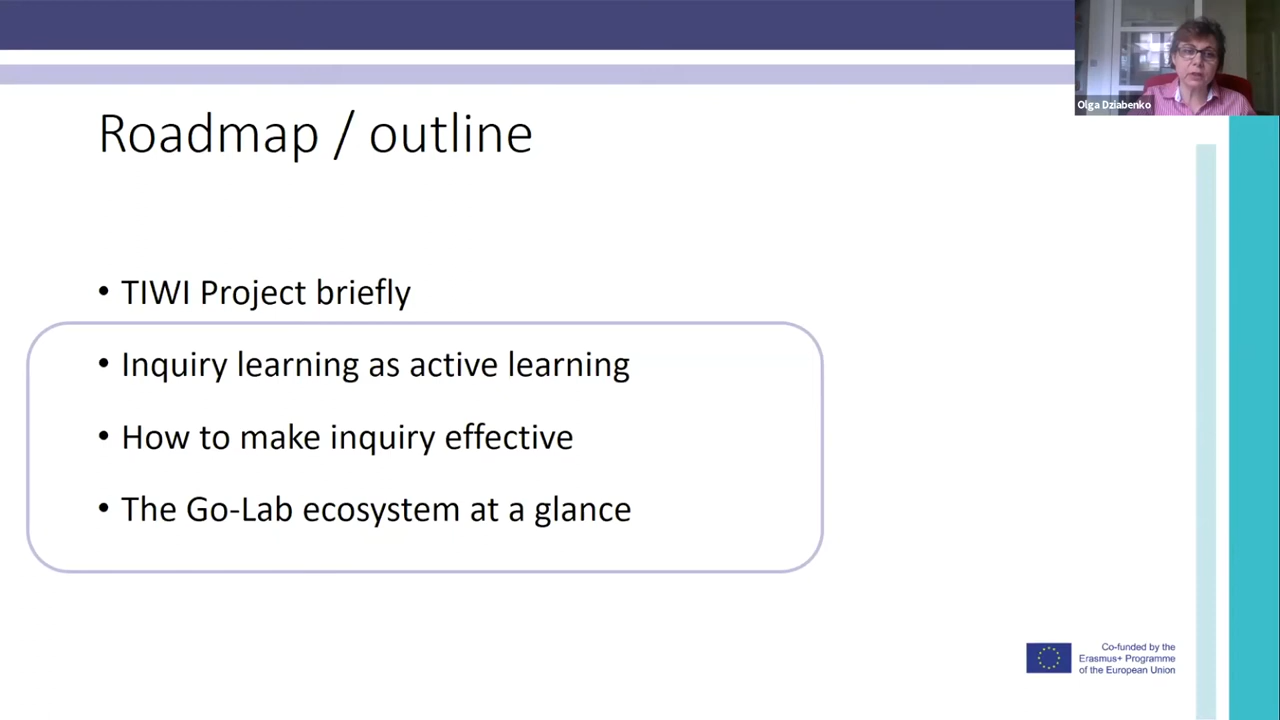 Olga Dziabenko
Roadmap / outline
• TIWI Project briefly
• Inquiry learning as active learning
• How to make inquiry effective
• The Go-Lab ecosystem at a glance
Co-funded by the
Erasmus+ Programme
of the European Union